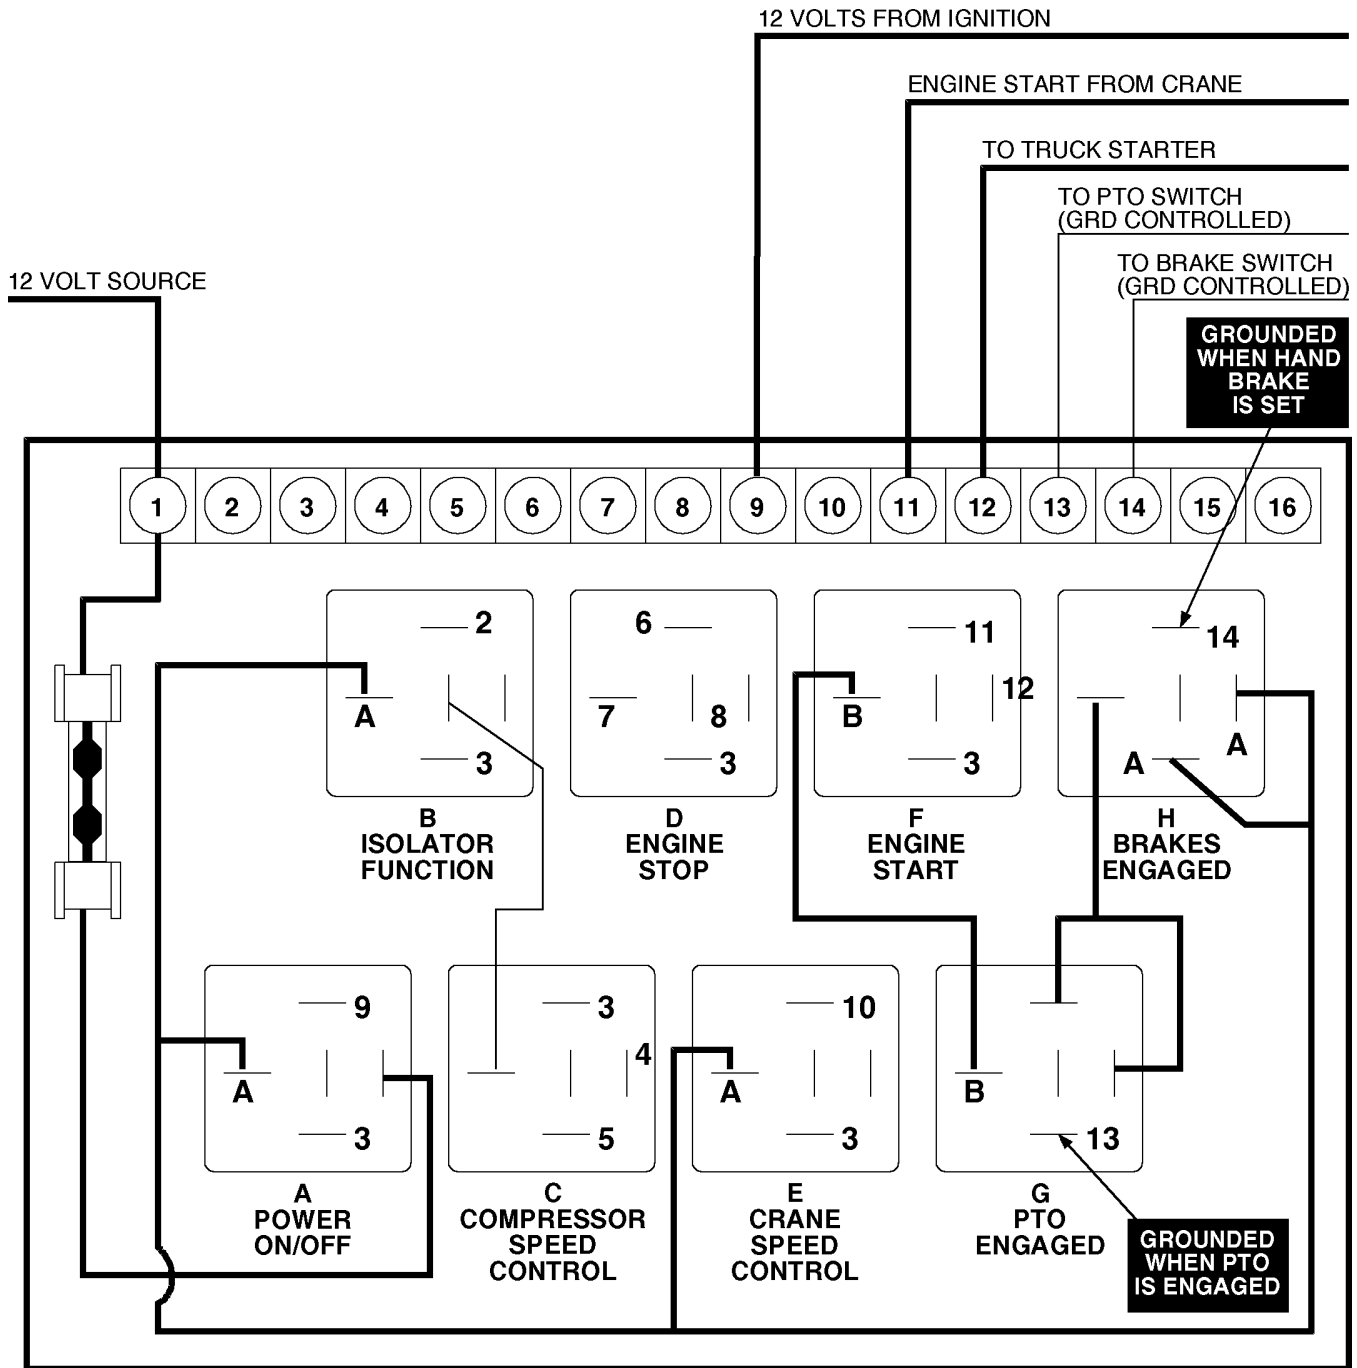 12 VOLTS FROM IGNITION
ENGINE START FROM CRANE
TO TRUCK STARTER
TO PTO SWITCH
(GRD CONTROLLED)
12 VOLT SOURCE
TO BRAKE SWITCH
(GRD CONTROLLED)
GROUNDED
WHEN HAND
BRAKE
IS SET
1 2 3 4 5 6 7 8 9 10 11 12 13 14 15 16
2
A
3
B
ISOLATOR
FUNCTION
6
7
8
3
D
ENGINE
STOP
11
12
B
3
F
ENGINE
START
14
A
A
H
BRAKES
ENGAGED
9
A
3
A
POWER
ON/OFF
3
4
5
C
COMPRESSOR
SPEED
CONTROL
10
A
3
E
CRANE
SPEED
CONTROL
B
13
G
PTO
ENGAGED
GROUNDED
WHEN PTO
IS ENGAGED